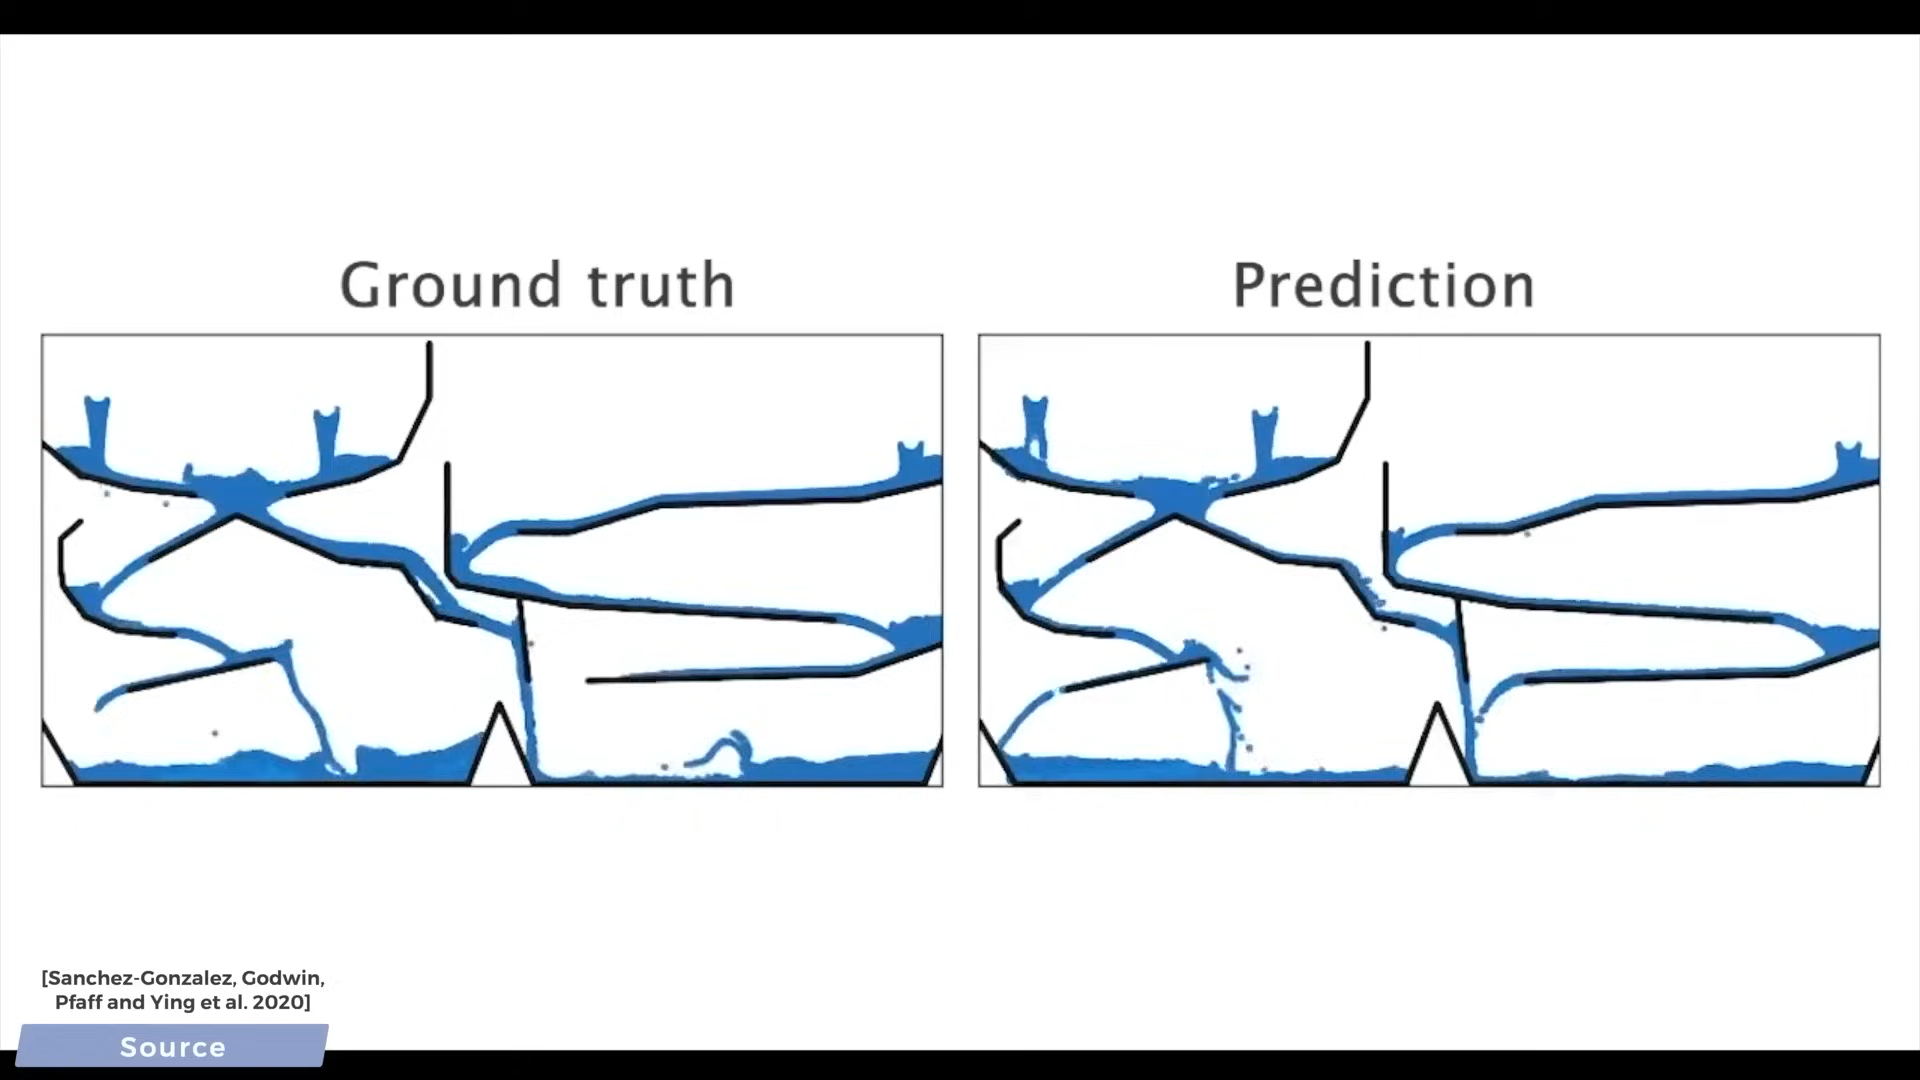 Ground truth
Prediction
[Sanchez-Gonzalez, Godwin,
Pfaff and Ying et al. 2020]
Source